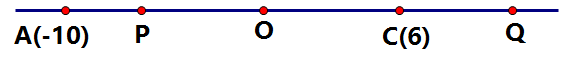 A(-10) P O C(6) Q